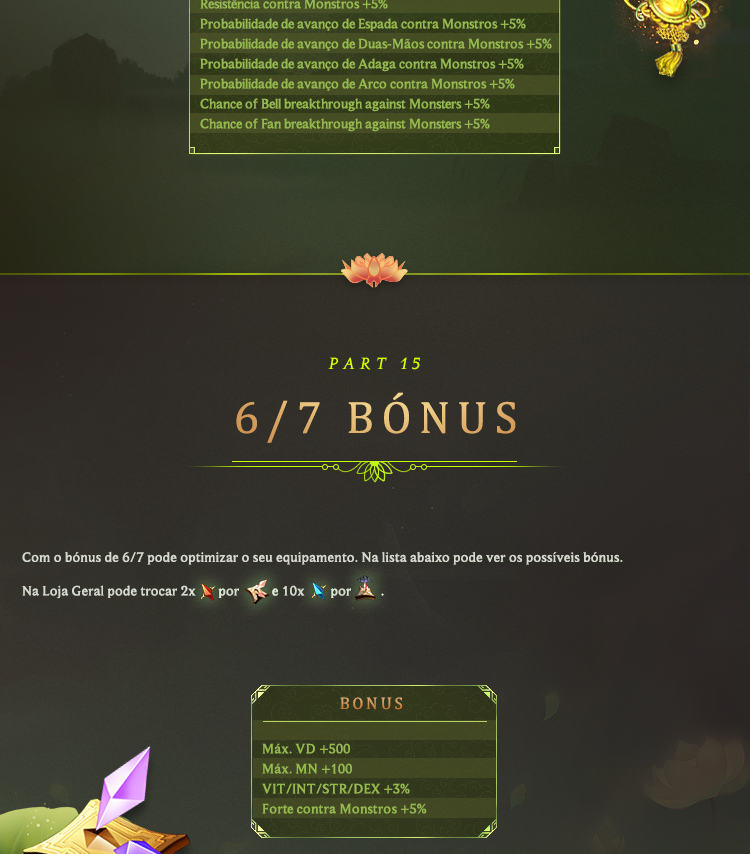 Resistência contra Monstros +5%
Probabilidade de avanço de Espada contra Monstros +5%
Probabilidade de avanço de Duas-Mãos contra Monstros +5%
Probabilidade de avanço de Adaga contra Monstros +5%
Probabilidade de avanço de Arco contra Monstros +5%
Chance of Bell breakthrough against Monsters +5%
Chance of Fan breakthrough against Monsters +5%
PART 15
6/7 BÓNUS
Com o bónus de 6/7 pode optimizar o seu equipamento. Na lista abaixo pode ver os possíveis bónus.
Na Loja Geral pode trocar 2x por e 10x por .
BONUS
Máx. VD +500
Máx. MN +100
VIT/INT/STR/DEX +3%
Forte contra Monstros +5%